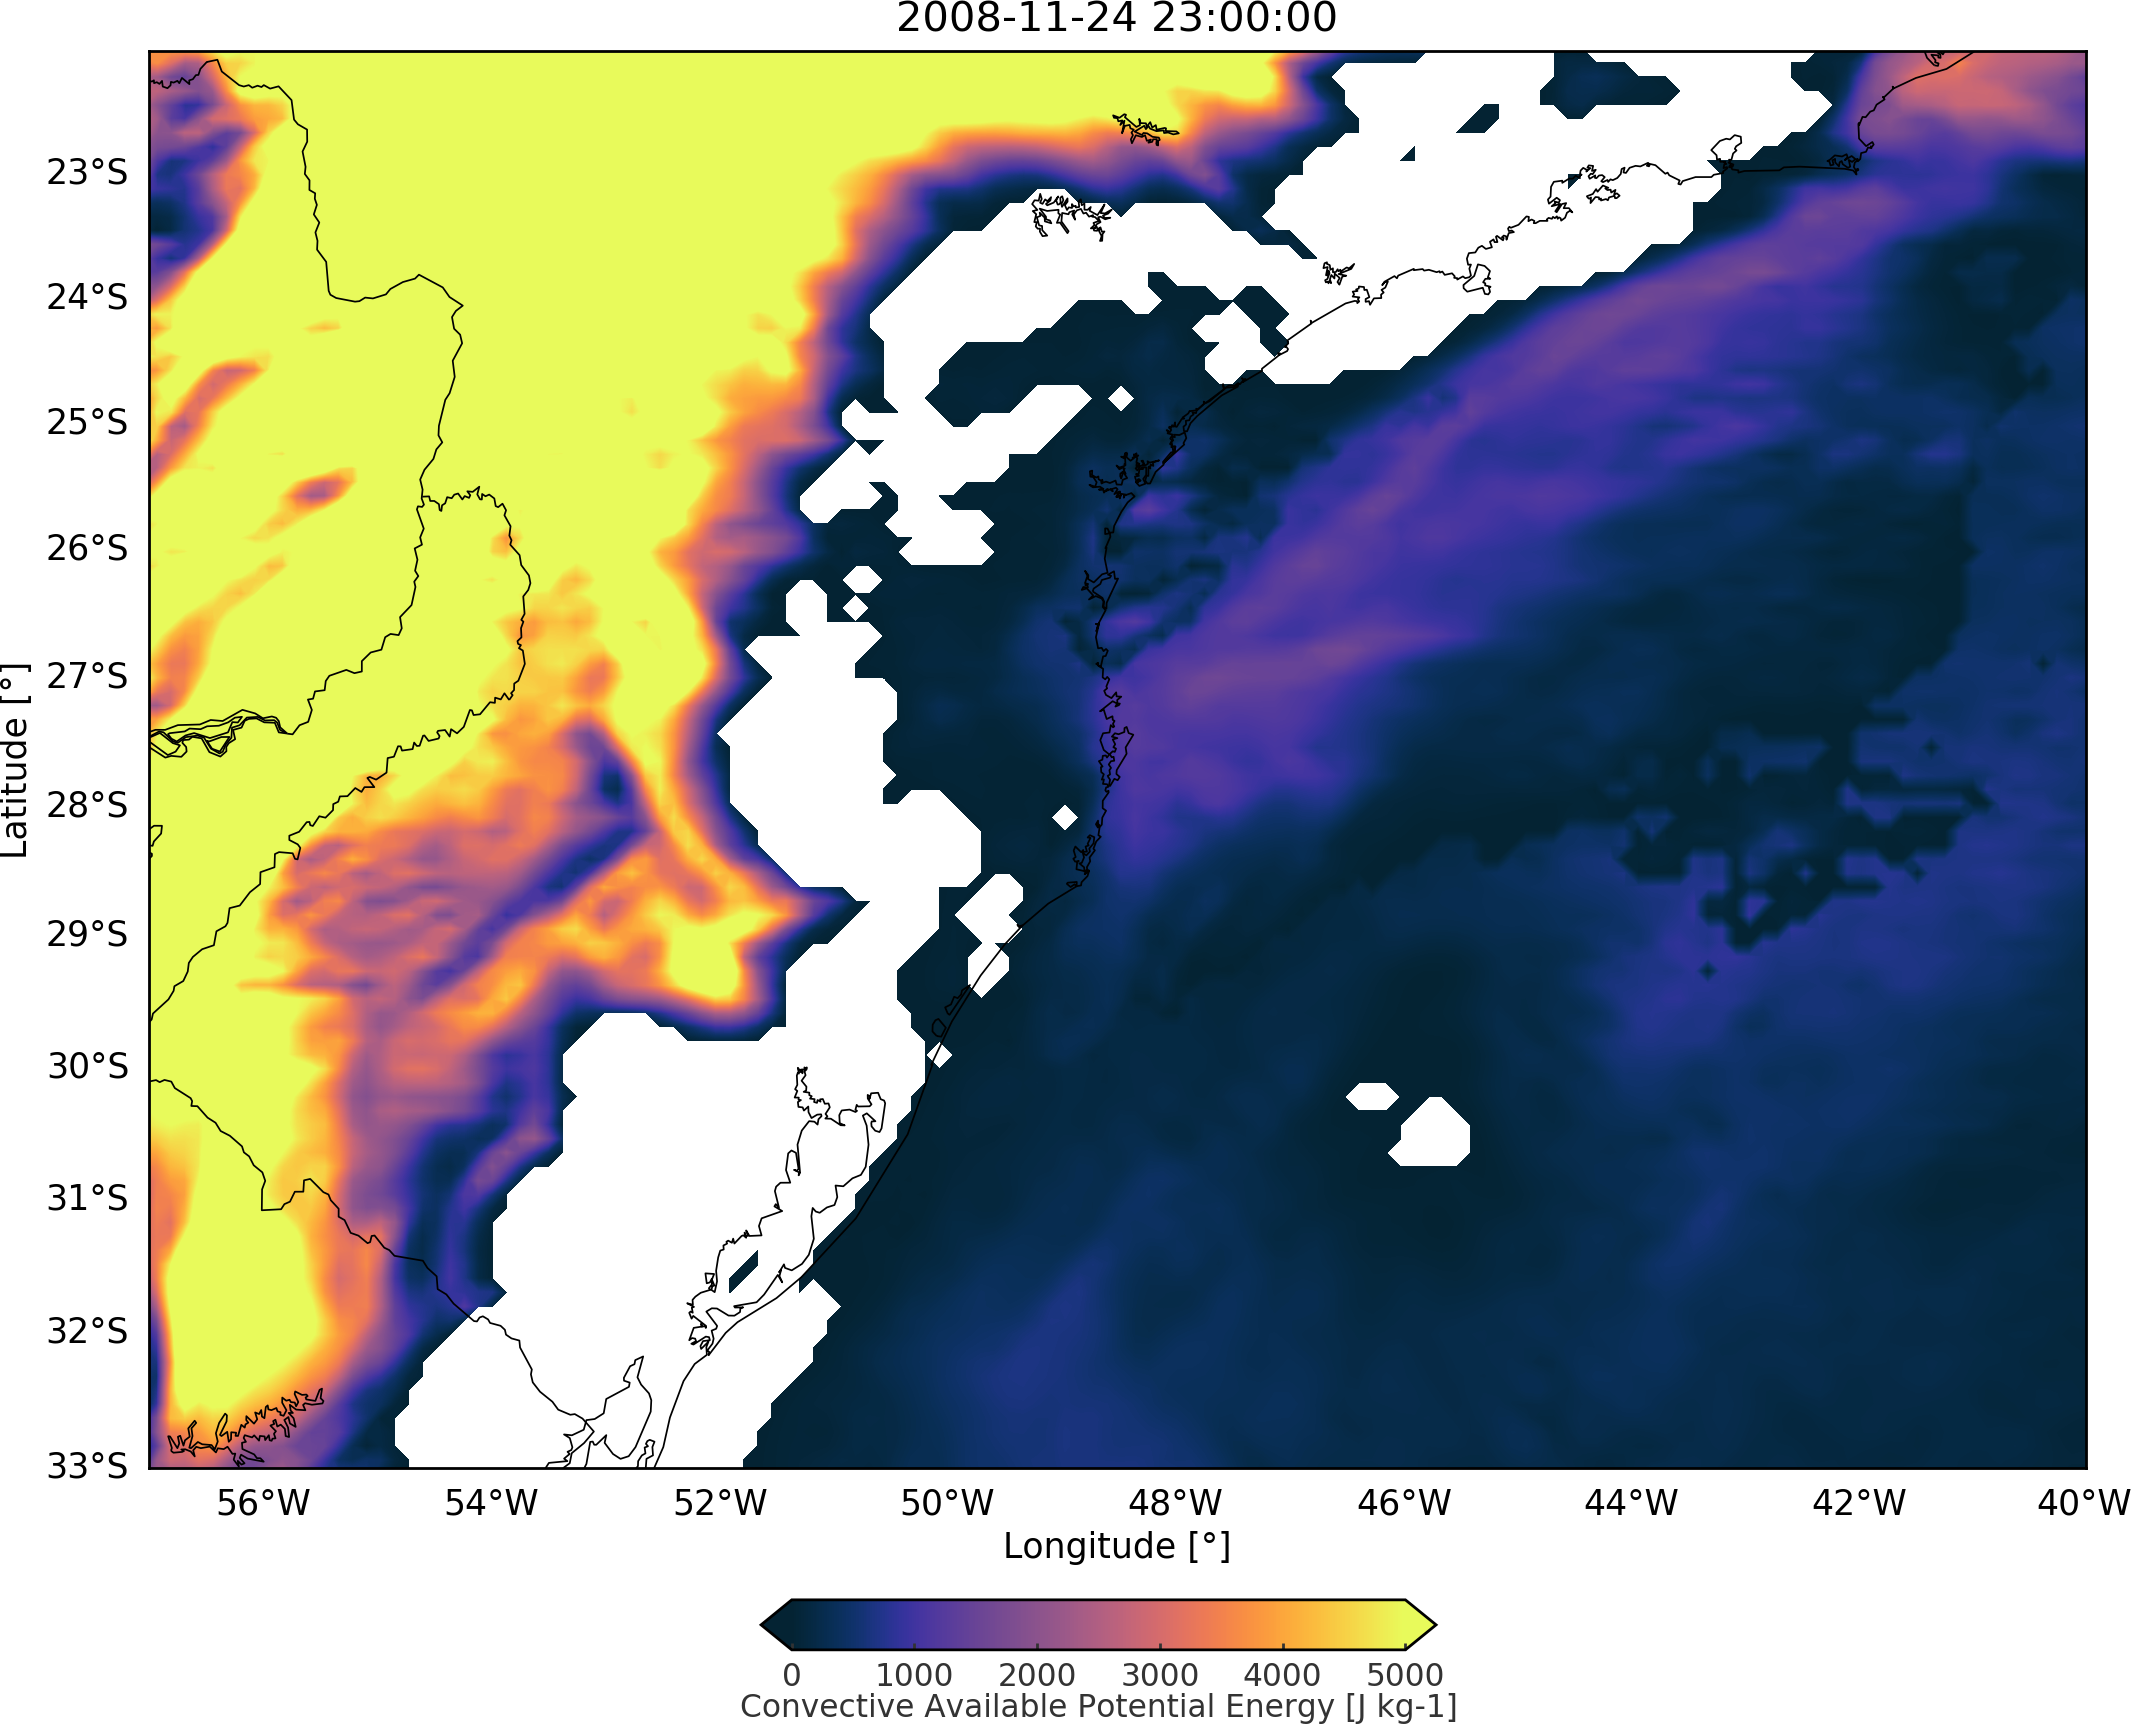 2008-11-24 23:00:00
23°S
24°S
25°S
26°S
27°S
28°S
29°S
30°S
31°S
32°S
33°S
Latitude [°]
56°W 54°W 52°W 50°W 48°W 46°W 44°W 42°W 40°W
Longitude [°]
0 1000 2000 3000 4000 5000
Convective Available Potential Energy [J kg-1]